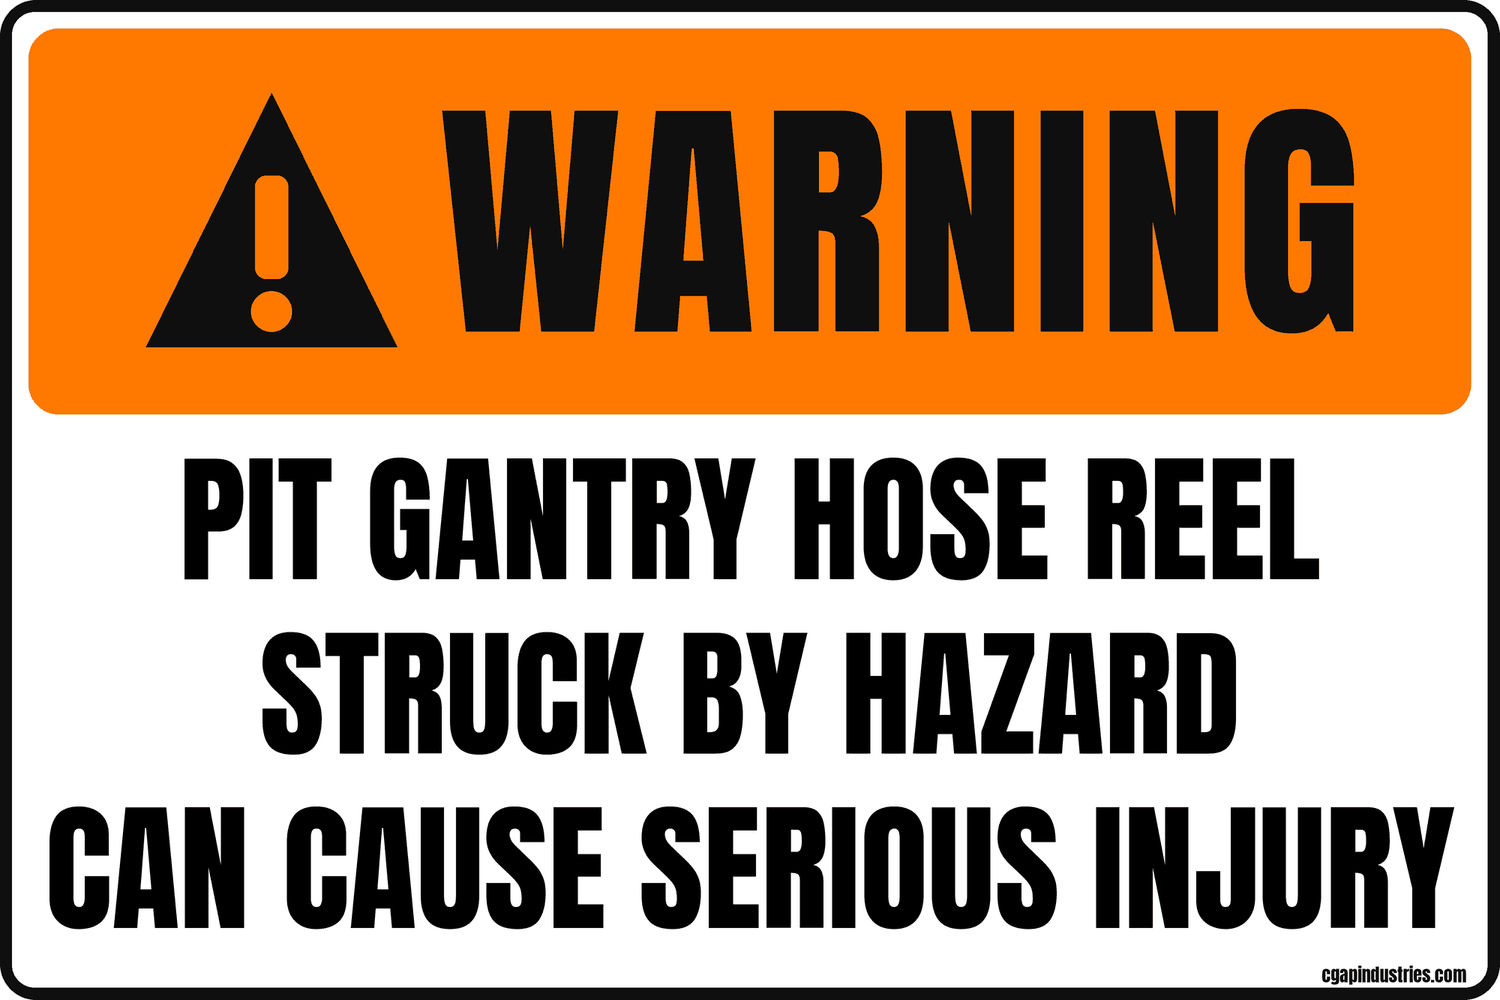 WARNING
PIT GANTRY HOSE REEL
STRUCK BY HAZARD
CAN CAUSE SERIOUS INJURY
cgapindustries.com